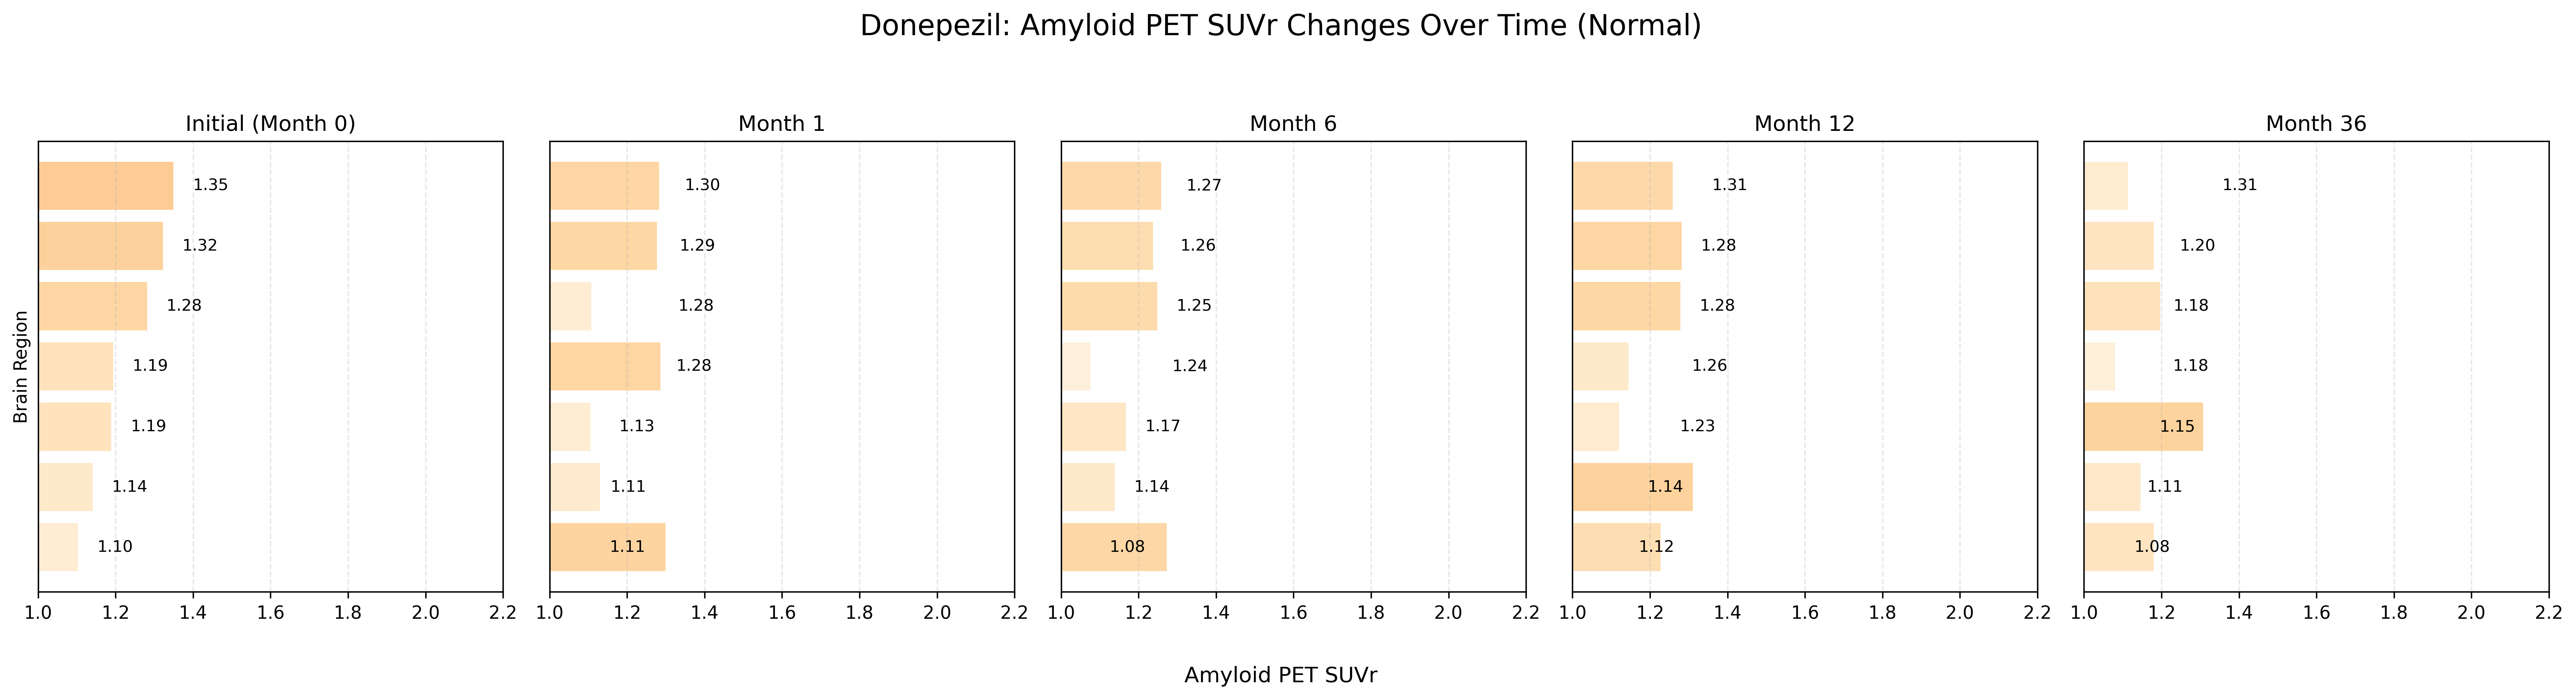 Donepezil: Amyloid PET SUVr Changes Over Time (Normal)
Initial (Month 0)
Brain Region
1.35
1.32
1.28
1.19
1.19
1.14
1.10
1.0 1.2 1.4 1.6 1.8 2.0 2.2
Month 1
1.30
1.29
1.28
1.28
1.13
1.11
1.11
1.0 1.2 1.4 1.6 1.8 2.0 2.2
Month 6
1.27
1.26
1.25
1.24
1.17
1.14
1.08
1.0 1.2 1.4 1.6 1.8 2.0 2.2
Month 12
1.31
1.28
1.28
1.26
1.23
1.14
1.12
1.0 1.2 1.4 1.6 1.8 2.0 2.2
Month 36
1.31
1.20
1.18
1.18
1.15
1.11
1.08
1.0 1.2 1.4 1.6 1.8 2.0 2.2
Amyloid PET SUVr